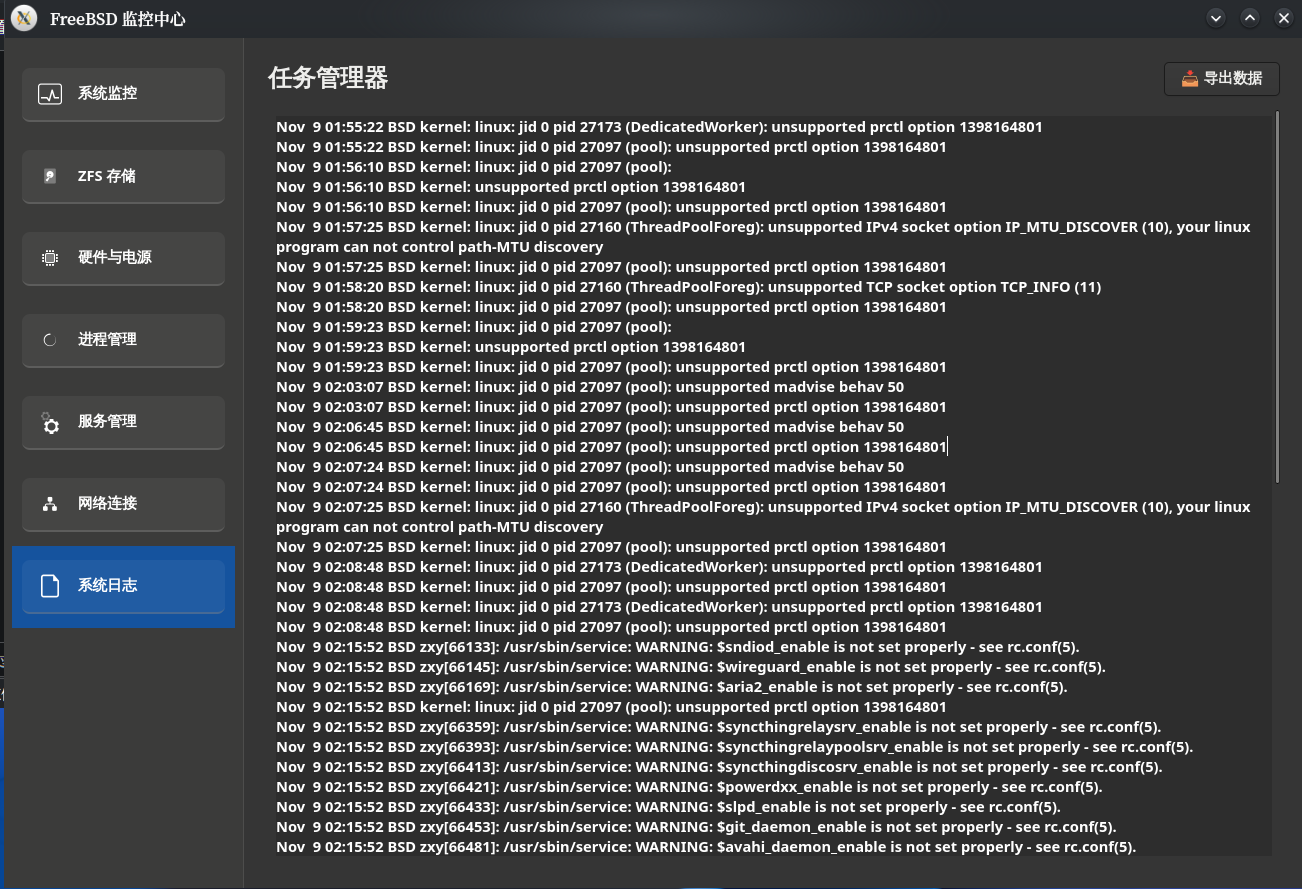 FreeBSD 监控中心
系统监控
ZFS 存储
硬件与电源
进程管理
服务管理
网络连接
系统日志
任务管理器
导出数据
Nov  9 01:55:22 BSD kernel: linux: jid 0 pid 27173 (DedicatedWorker): unsupported prctl option 1398164801
Nov  9 01:55:22 BSD kernel: linux: jid 0 pid 27097 (pool): unsupported prctl option 1398164801
Nov  9 01:56:10 BSD kernel: linux: jid 0 pid 27097 (pool):
Nov  9 01:56:10 BSD kernel: unsupported prctl option 1398164801
Nov  9 01:56:10 BSD kernel: linux: jid 0 pid 27097 (pool): unsupported prctl option 1398164801
Nov  9 01:57:25 BSD kernel: linux: jid 0 pid 27160 (ThreadPoolForeg): unsupported IPv4 socket option IP_MTU_DISCOVER (10), your linux
program can not control path-MTU discovery
Nov  9 01:57:25 BSD kernel: linux: jid 0 pid 27097 (pool): unsupported prctl option 1398164801
Nov  9 01:58:20 BSD kernel: linux: jid 0 pid 27160 (ThreadPoolForeg): unsupported TCP socket option TCP_INFO (11)
Nov  9 01:58:20 BSD kernel: linux: jid 0 pid 27097 (pool): unsupported prctl option 1398164801
Nov  9 01:59:23 BSD kernel: linux: jid 0 pid 27097 (pool):
Nov  9 01:59:23 BSD kernel: unsupported prctl option 1398164801
Nov  9 01:59:23 BSD kernel: linux: jid 0 pid 27097 (pool): unsupported prctl option 1398164801
Nov  9 02:03:07 BSD kernel: linux: jid 0 pid 27097 (pool): unsupported madvise behav 50
Nov  9 02:03:07 BSD kernel: linux: jid 0 pid 27097 (pool): unsupported prctl option 1398164801
Nov  9 02:06:45 BSD kernel: linux: jid 0 pid 27097 (pool): unsupported madvise behav 50
Nov  9 02:06:45 BSD kernel: linux: jid 0 pid 27097 (pool): unsupported prctl option 1398164801
Nov  9 02:07:24 BSD kernel: linux: jid 0 pid 27097 (pool): unsupported madvise behav 50
Nov  9 02:07:24 BSD kernel: linux: jid 0 pid 27097 (pool): unsupported prctl option 1398164801
Nov  9 02:07:25 BSD kernel: linux: jid 0 pid 27160 (ThreadPoolForeg): unsupported IPv4 socket option IP_MTU_DISCOVER (10), your linux
program can not control path-MTU discovery
Nov  9 02:07:25 BSD kernel: linux: jid 0 pid 27097 (pool): unsupported prctl option 1398164801
Nov  9 02:08:48 BSD kernel: linux: jid 0 pid 27173 (DedicatedWorker): unsupported prctl option 1398164801
Nov  9 02:08:48 BSD kernel: linux: jid 0 pid 27097 (pool): unsupported prctl option 1398164801
Nov  9 02:08:48 BSD kernel: linux: jid 0 pid 27173 (DedicatedWorker): unsupported prctl option 1398164801
Nov  9 02:08:48 BSD kernel: linux: jid 0 pid 27097 (pool): unsupported prctl option 1398164801
Nov  9 02:15:52 BSD zxy[66133]: /usr/sbin/service: WARNING: $sndiod_enable is not set properly - see rc.conf(5).
Nov  9 02:15:52 BSD zxy[66145]: /usr/sbin/service: WARNING: $wireguard_enable is not set properly - see rc.conf(5).
Nov  9 02:15:52 BSD zxy[66169]: /usr/sbin/service: WARNING: $aria2_enable is not set properly - see rc.conf(5).
Nov  9 02:15:52 BSD kernel: linux: jid 0 pid 27097 (pool): unsupported prctl option 1398164801
Nov  9 02:15:52 BSD zxy[66359]: /usr/sbin/service: WARNING: $syncthingrelaysrv_enable is not set properly - see rc.conf(5).
Nov  9 02:15:52 BSD zxy[66393]: /usr/sbin/service: WARNING: $syncthingrelaypoolsrv_enable is not set properly - see rc.conf(5).
Nov  9 02:15:52 BSD zxy[66413]: /usr/sbin/service: WARNING: $syncthingdiscosrv_enable is not set properly - see rc.conf(5).
Nov  9 02:15:52 BSD zxy[66421]: /usr/sbin/service: WARNING: $powerdxx_enable is not set properly - see rc.conf(5).
Nov  9 02:15:52 BSD zxy[66433]: /usr/sbin/service: WARNING: $slpd_enable is not set properly - see rc.conf(5).
Nov  9 02:15:52 BSD zxy[66453]: /usr/sbin/service: WARNING: $git_daemon_enable is not set properly - see rc.conf(5).
Nov  9 02:15:52 BSD zxy[66481]: /usr/sbin/service: WARNING: $avahi_daemon_enable is not set properly - see rc.conf(5).